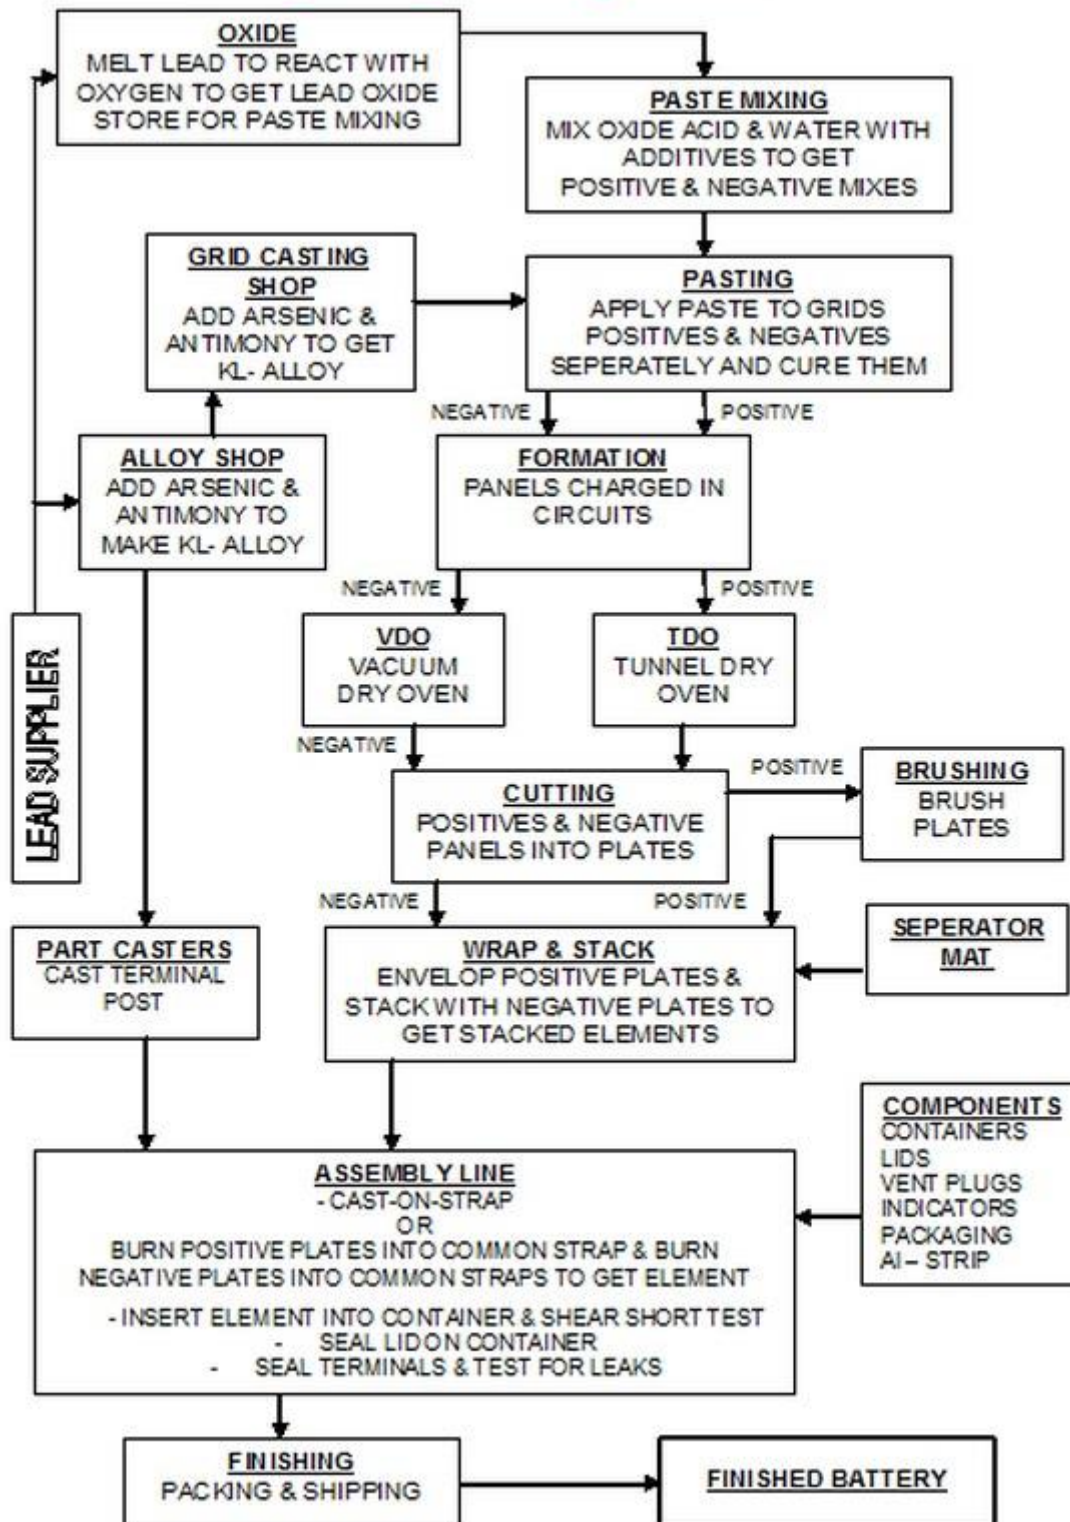 OXIDE
MELT LEAD TO REACT WITH
OXYGEN TO GET LEAD OXIDE
STORE FOR PASTE MIXING
PASTE MIXING
MIX OXIDE ACID & WATER WITH
ADDITIVES TO GET
POSITIVE & NEGATIVE MIXES
GRID CASTING
SHOP
ADD ARSENIC &
ANTIMONY TO GET
KL- ALLOY
PASTING
APPLY PASTE TO GRIDS
POSITIVES & NEGATIVES
SEPERATELY AND CURE THEM
NEGATIVE
POSITIVE
ALLOY SHOP
ADD ARSENIC &
ANTIMONY TO
MAKE KL- ALLOY
FORMATION
PANELS CHARGED IN
CIRCUITS
NEGATIVE
POSITIVE
LEAD SUPPLIER
VDO
VACUUM
DRY OVEN
TDO
TUNNEL DRY
OVEN
NEGATIVE
POSITIVE
CUTTING
POSITIVES & NEGATIVE
PANELS INTO PLATES
BRUSHING
BRUSH
PLATES
NEGATIVE
POSITIVE
PART CASTERS
CAST TERMINAL
POST
WRAP & STACK
ENVELOP POSITIVE PLATES &
STACK WITH NEGATIVE PLATES TO
GET STACKED ELEMENTS
SEPERATOR
MAT
COMPONENTS
CONTAINERS
LIDS
VENT PLUGS
INDICATORS
PACKAGING
AI – STRIP
ASSEMBLY LINE
- CAST-ON-STRAP
OR
BURN POSITIVE PLATES INTO COMMON STRAP & BURN
NEGATIVE PLATES INTO COMMON STRAPS TO GET ELEMENT
- INSERT ELEMENT INTO CONTAINER & SHEAR SHORT TEST
- SEAL LID ON CONTAINER
- SEAL TERMINALS & TEST FOR LEAKS
FINISHING
PACKING & SHIPPING
FINISHED BATTERY